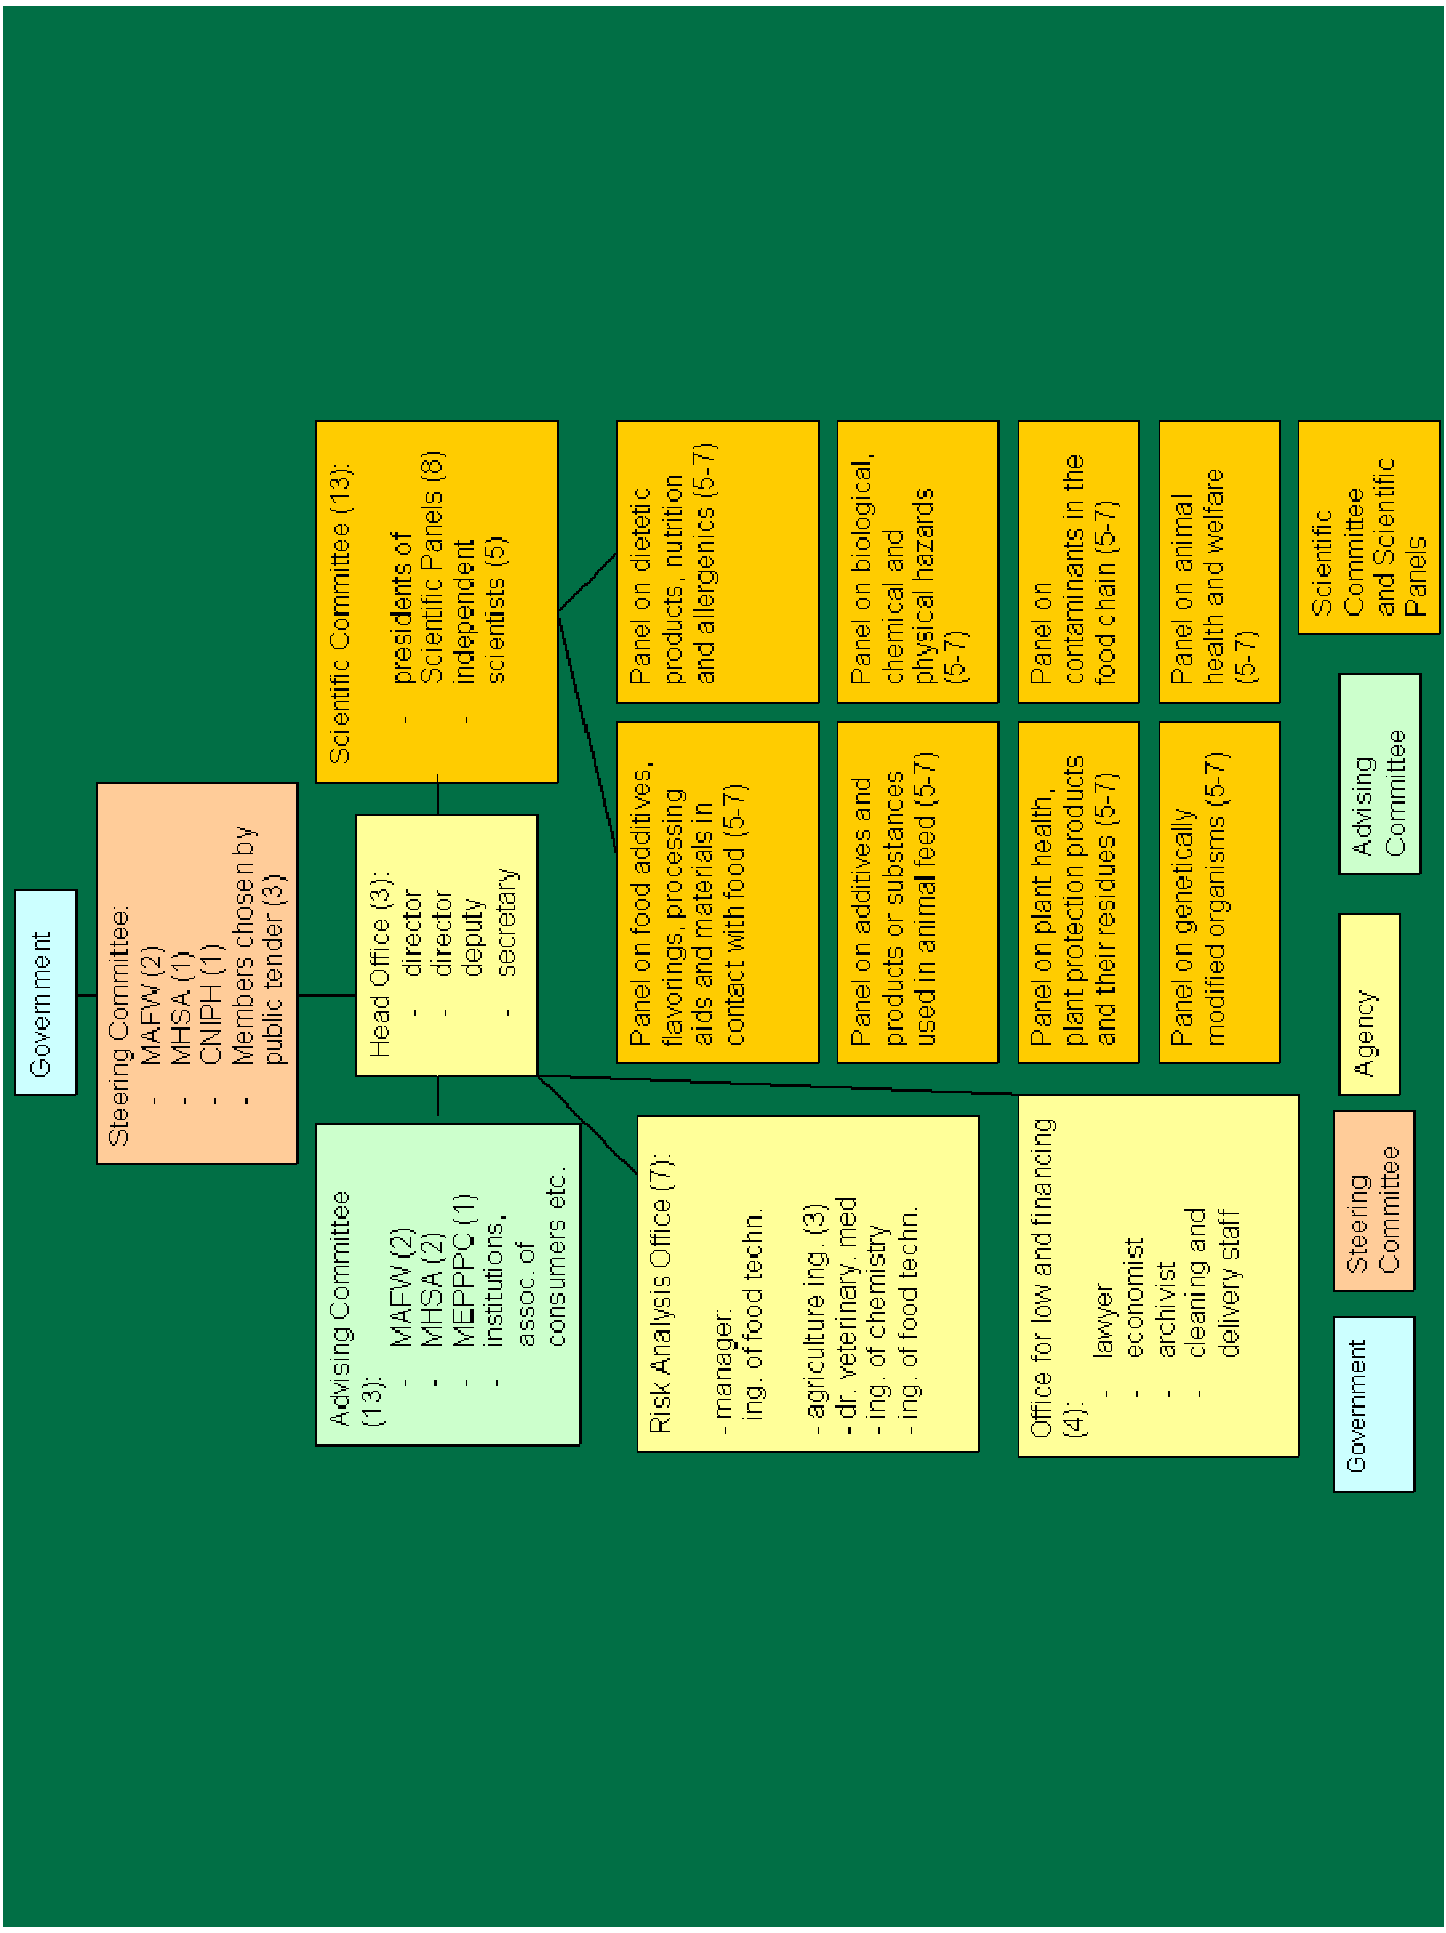 Government
Steering Committee:
- MAFW (2)
- MHSA (1)
- CNIPH (1)
- Members chosen by
public tender (3)
Advising Committee
(13):
- MAFW (2)
- MHSA (2)
- MEPPPC (1)
- institutions,
assoc. of
consumers etc.
Head Office (3):
- director
- director
deputy
- secretary
Scientific Committee (13):
- presidents of
Scientific Panels (8)
- independent
scientists (5)
Risk Analysis Office (7):
- manager:
ing. of food techn.
- agriculture ing. (3)
- dr. veterinary. med
- ing. of chemistry
- ing. of food techn.
Office for low and financing
(4):
- lawyer
- economist
- archivist
- cleaning and
delivery staff
Panel on food additives,
flavorings, processing
aids and materials in
contact with food (5-7)
Panel on dietetic
products, nutrition
and allergenics (5-7)
Panel on additives and
products or substances
used in animal feed (5-7)
Panel on biological,
chemical and
physical hazards
(5-7)
Panel on plant health,
plant protection products
and their residues (5-7)
Panel on
contaminants in the
food chain (5-7)
Panel on genetically
modified organisms (5-7)
Panel on animal
health and welfare
(5-7)
Government
Steering
Committee
Agency
Advising
Committee
Scientific
Committee
and Scientific
Panels